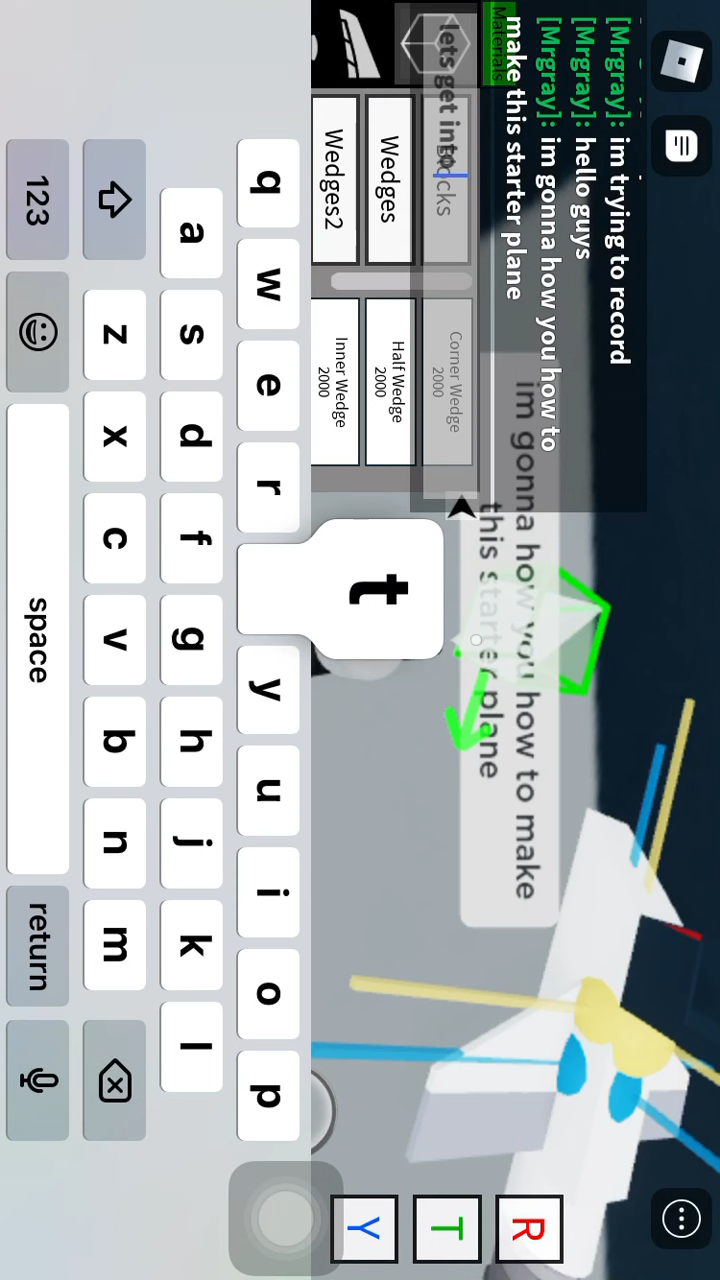 [Mrgray]: im trying to record
[Mrgray]: hello guys
[Mrgray]: im gonna how you how to
make this starter plane
Materials
lets get into
Blocks
Wedges
Wedges2
Corner Wedge
2000
Half Wedge
2000
Inner Wedge
2000
im gonna how you how to make
this starter plane
R
T
Y
t
q w e r y u i o p
a s d f g h j k l
z x c v b n m
123
space
return